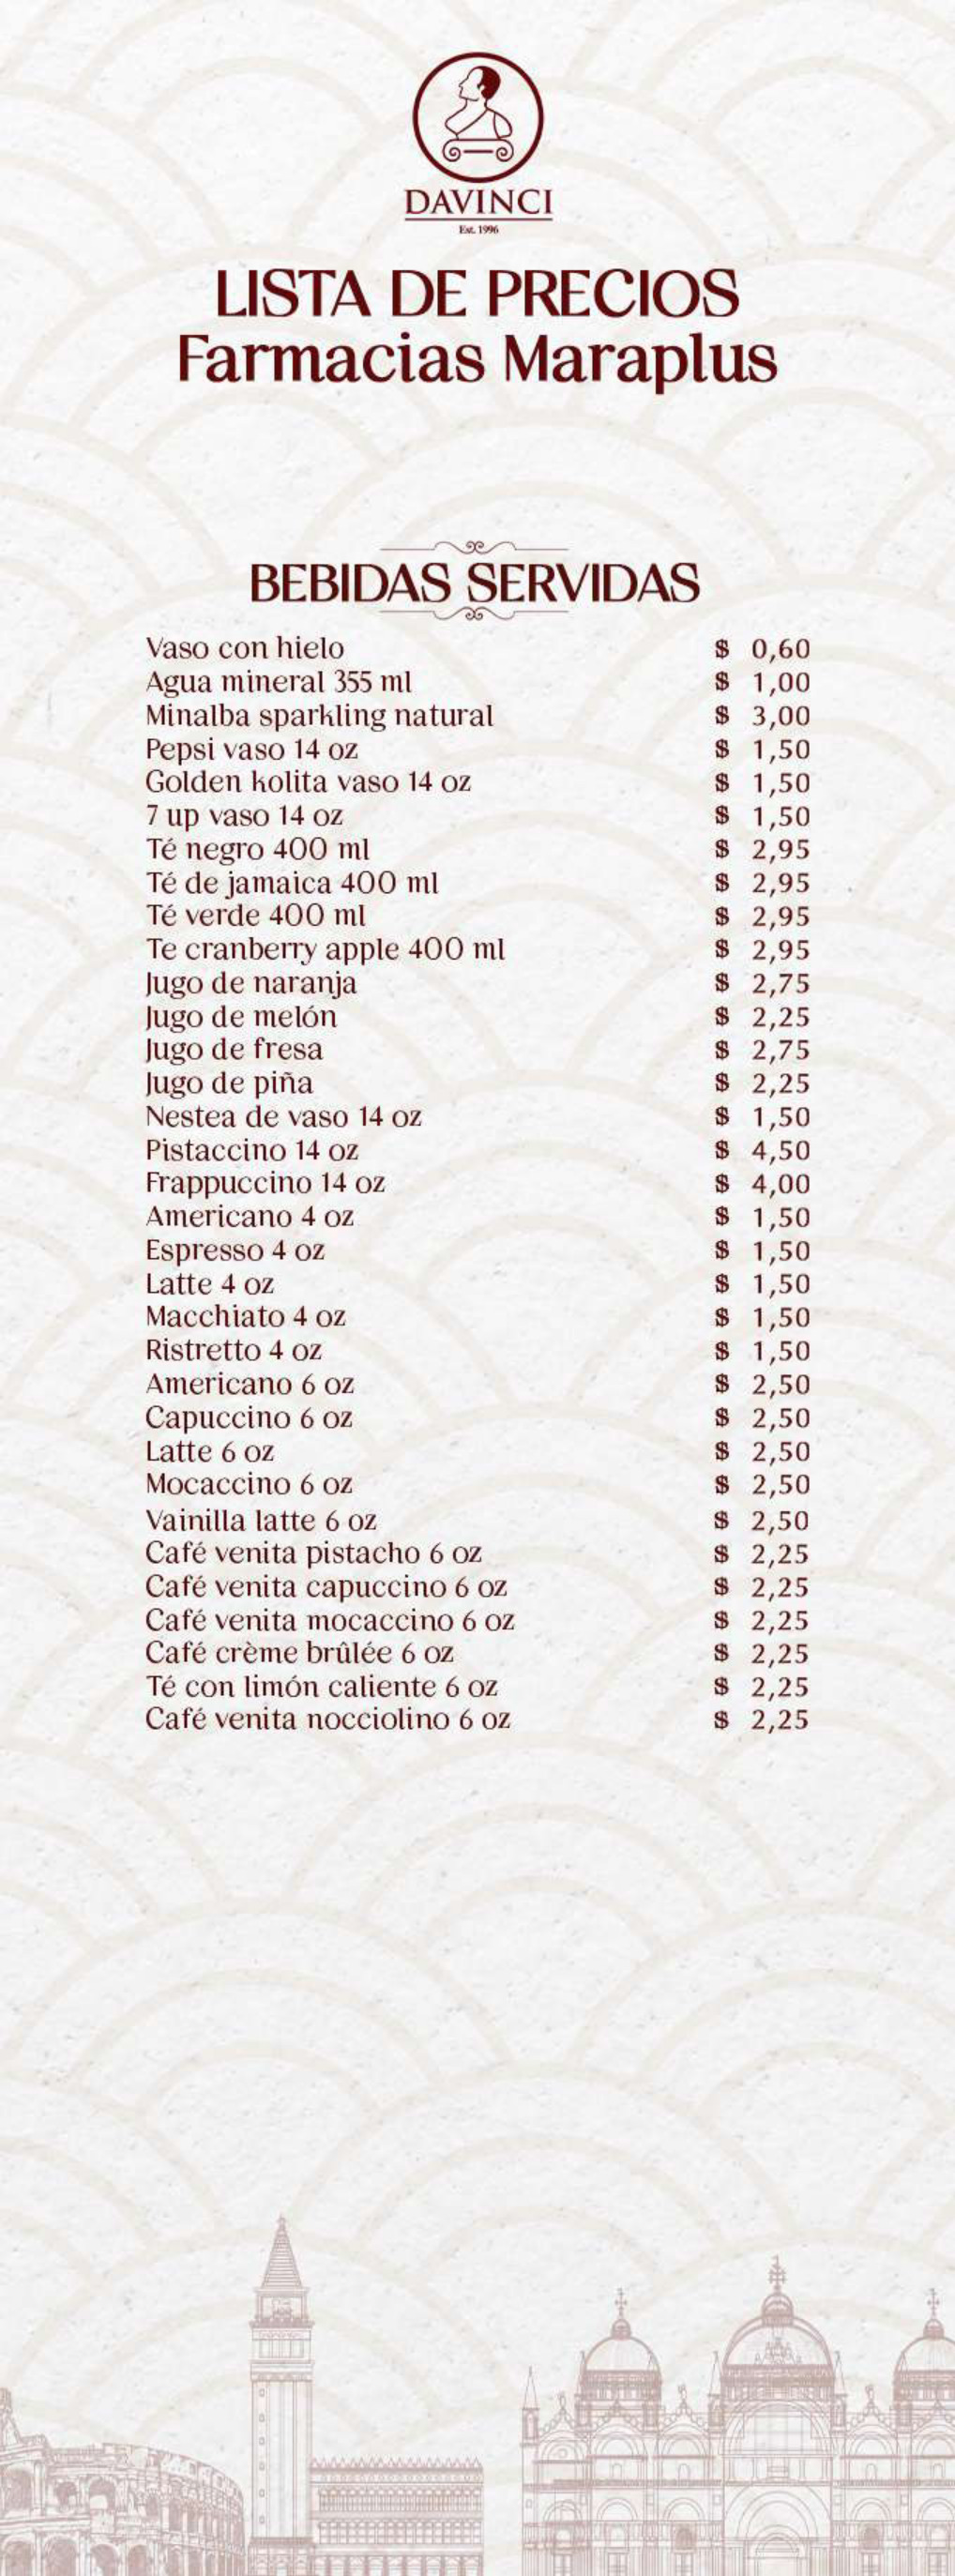 DAVINCI
Est. 1996
LISTA DE PRECIOS
Farmacias Maraplus
BEBIDAS SERVIDAS
Vaso con hielo $ 0,60
Agua mineral 355 ml $ 1,00
Minalba sparkling natural $ 3,00
Pepsi vaso 14 oz $ 1,50
Golden kolita vaso 14 oz $ 1,50
7 up vaso 14 oz $ 1,50
Té negro 400 ml $ 2,95
Té de jamaica 400 ml $ 2,95
Té verde 400 ml $ 2,95
Te cranberry apple 400 ml $ 2,95
Jugo de naranja $ 2,75
Jugo de melón $ 2,25
Jugo de fresa $ 2,75
Jugo de piña $ 2,25
Nestea de vaso 14 oz $ 1,50
Pistaccino 14 oz $ 4,50
Frappuccino 14 oz $ 4,00
Americano 4 oz $ 1,50
Espresso 4 oz $ 1,50
Latte 4 oz $ 1,50
Macchiato 4 oz $ 1,50
Ristretto 4 oz $ 1,50
Americano 6 oz $ 2,50
Capuccino 6 oz $ 2,50
Latte 6 oz $ 2,50
Mocaccino 6 oz $ 2,50
Vainilla latte 6 oz $ 2,50
Café venita pistacho 6 oz $ 2,25
Café venita capuccino 6 oz $ 2,25
Café venita mocaccino 6 oz $ 2,25
Café crème brûlée 6 oz $ 2,25
Té con limón caliente 6 oz $ 2,25
Café venita nocciolino 6 oz $ 2,25